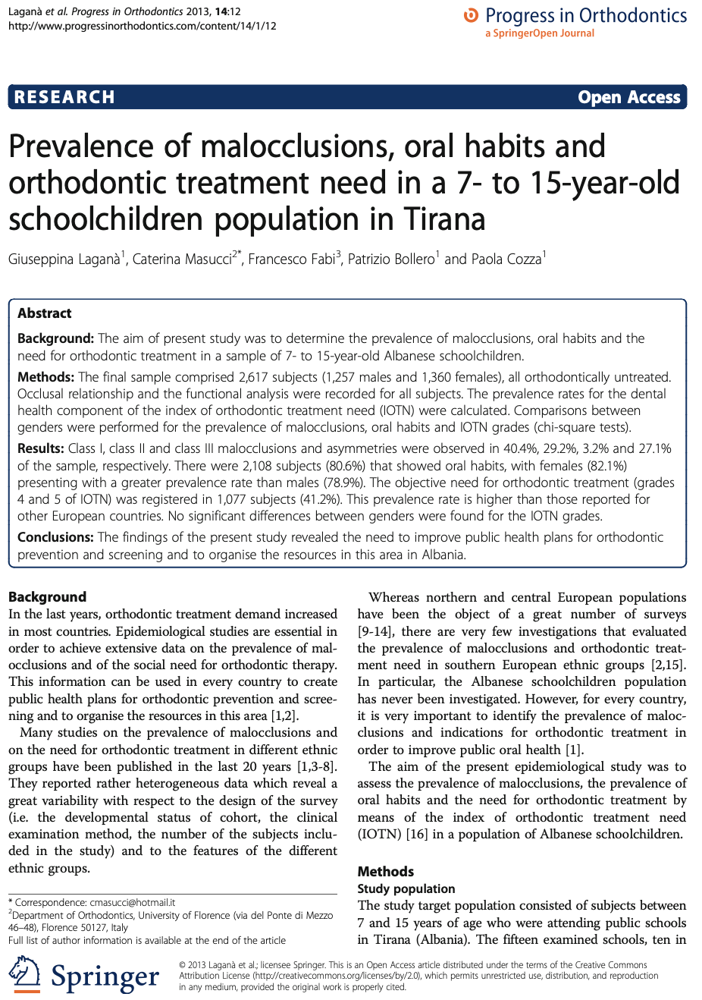 Laganà et al. Progress in Orthodontics 2013, 14:12
http://www.progressinorthodontics.com/content/14/1/12
Progress in Orthodontics
a SpringerOpen Journal
RESEARCH
Open Access
Prevalence of malocclusions, oral habits and
orthodontic treatment need in a 7- to 15-year-old
schoolchildren population in Tirana
Giuseppina Laganà1, Caterina Masucci2*, Francesco Fabi3, Patrizio Bollero1 and Paola Cozza1
Abstract
Background: The aim of present study was to determine the prevalence of malocclusions, oral habits and the
need for orthodontic treatment in a sample of 7- to 15-year-old Albanese schoolchildren.
Methods: The final sample comprised 2,617 subjects (1,257 males and 1,360 females), all orthodontically untreated.
Occlusal relationship and the functional analysis were recorded for all subjects. The prevalence rates for the dental
health component of the index of orthodontic treatment need (IOTN) were calculated. Comparisons between
genders were performed for the prevalence of malocclusions, oral habits and IOTN grades (chi-square tests).
Results: Class I, class II and class III malocclusions and asymmetries were observed in 40.4%, 29.2%, 3.2% and 27.1%
of the sample, respectively. There were 2,108 subjects (80.6%) that showed oral habits, with females (82.1%)
presenting with a greater prevalence rate than males (78.9%). The objective need for orthodontic treatment (grades
4 and 5 of IOTN) was registered in 1,077 subjects (41.2%). This prevalence rate is higher than those reported for
other European countries. No significant differences between genders were found for the IOTN grades.
Conclusions: The findings of the present study revealed the need to improve public health plans for orthodontic
prevention and screening and to organise the resources in this area in Albania.
Background
In the last years, orthodontic treatment demand increased
in most countries. Epidemiological studies are essential in
order to achieve extensive data on the prevalence of mal-
occlusions and of the social need for orthodontic therapy.
This information can be used in every country to create
public health plans for orthodontic prevention and scree-
ning and to organise the resources in this area [1,2].
Many studies on the prevalence of malocclusions and
on the need for orthodontic treatment in different ethnic
groups have been published in the last 20 years [1,3-8].
They reported rather heterogeneous data which reveal a
great variability with respect to the design of the survey
(i.e. the developmental status of cohort, the clinical
examination method, the number of the subjects inclu-
ded in the study) and to the features of the different
ethnic groups.
* Correspondence: cmasucci@hotmail.it
2Department of Orthodontics, University of Florence (via del Ponte di Mezzo
46–48), Florence 50127, Italy
Full list of author information is available at the end of the article
Whereas northern and central European populations
have been the object of a great number of surveys
[9-14], there are very few investigations that evaluated
the prevalence of malocclusions and orthodontic treat-
ment need in southern European ethnic groups [2,15].
In particular, the Albanese schoolchildren population
has never been investigated. However, for every country,
it is very important to identify the prevalence of maloc-
clusions and indications for orthodontic treatment in
order to improve public oral health [1].
The aim of the present epidemiological study was to
assess the prevalence of malocclusions, the prevalence of
oral habits and the need for orthodontic treatment by
means of the index of orthodontic treatment need
(IOTN) [16] in a population of Albanese schoolchildren.
Methods
Study population
The study target population consisted of subjects between
7 and 15 years of age who were attending public schools
in Tirana (Albania). The fifteen examined schools, ten in
Springer
© 2013 Laganà et al.; licensee Springer. This is an Open Access article distributed under the terms of the Creative Commons
Attribution License (http://creativecommons.org/licenses/by/2.0), which permits unrestricted use, distribution, and reproduction
in any medium, provided the original work is properly cited.